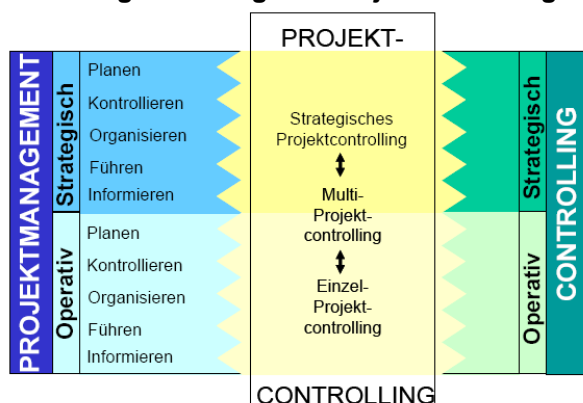 PROJEKT-
PROJEKTMANAGEMENT
Strategisch
Planen
Kontrollieren
Organisieren
Führen
Informieren
Operativ
Planen
Kontrollieren
Organisieren
Führen
Informieren
Strategisches
Projektcontrolling
Multi-
Projekt-
controlling
Einzel-
Projekt-
controlling
Strategisch
Operativ
CONTROLLING
CONTROLLING